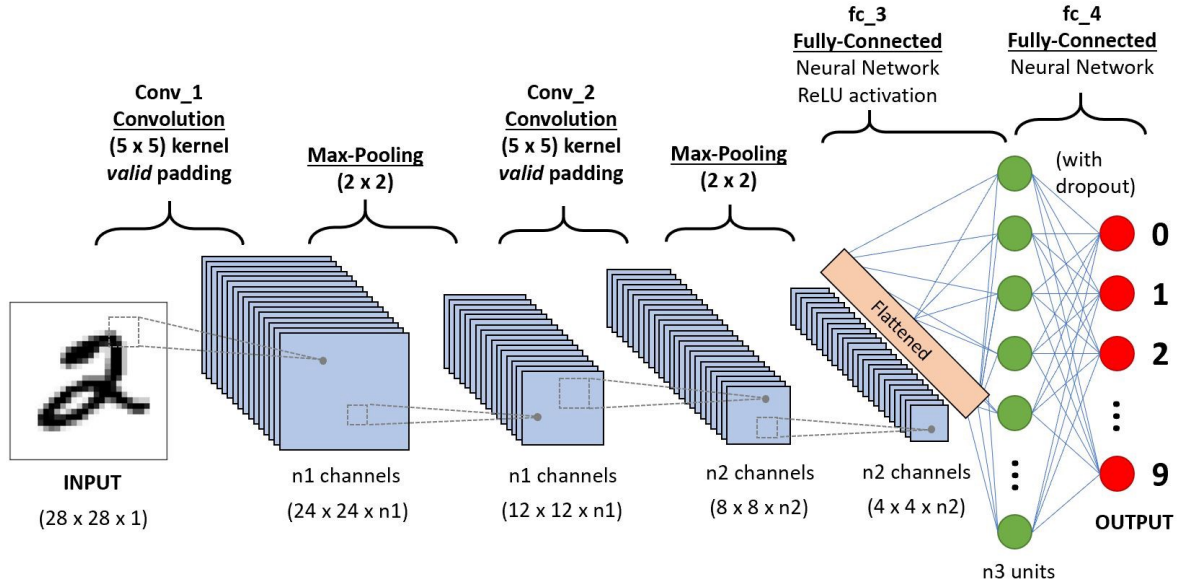 Conv_1
Convolution
(5 x 5) kernel
valid padding
Max-Pooling
(2 x 2)
Conv_2
Convolution
(5 x 5) kernel
valid padding
Max-Pooling
(2 x 2)
fc_3
Fully-Connected
Neural Network
ReLU activation
fc_4
Fully-Connected
Neural Network
(with
dropout)
2
INPUT
(28 x 28 x 1)
n1 channels
(24 x 24 x n1)
n1 channels
(12 x 12 x n1)
n2 channels
(8 x 8 x n2)
n2 channels
(4 x 4 x n2)
Flattened
n3 units
0
1
2
9
OUTPUT